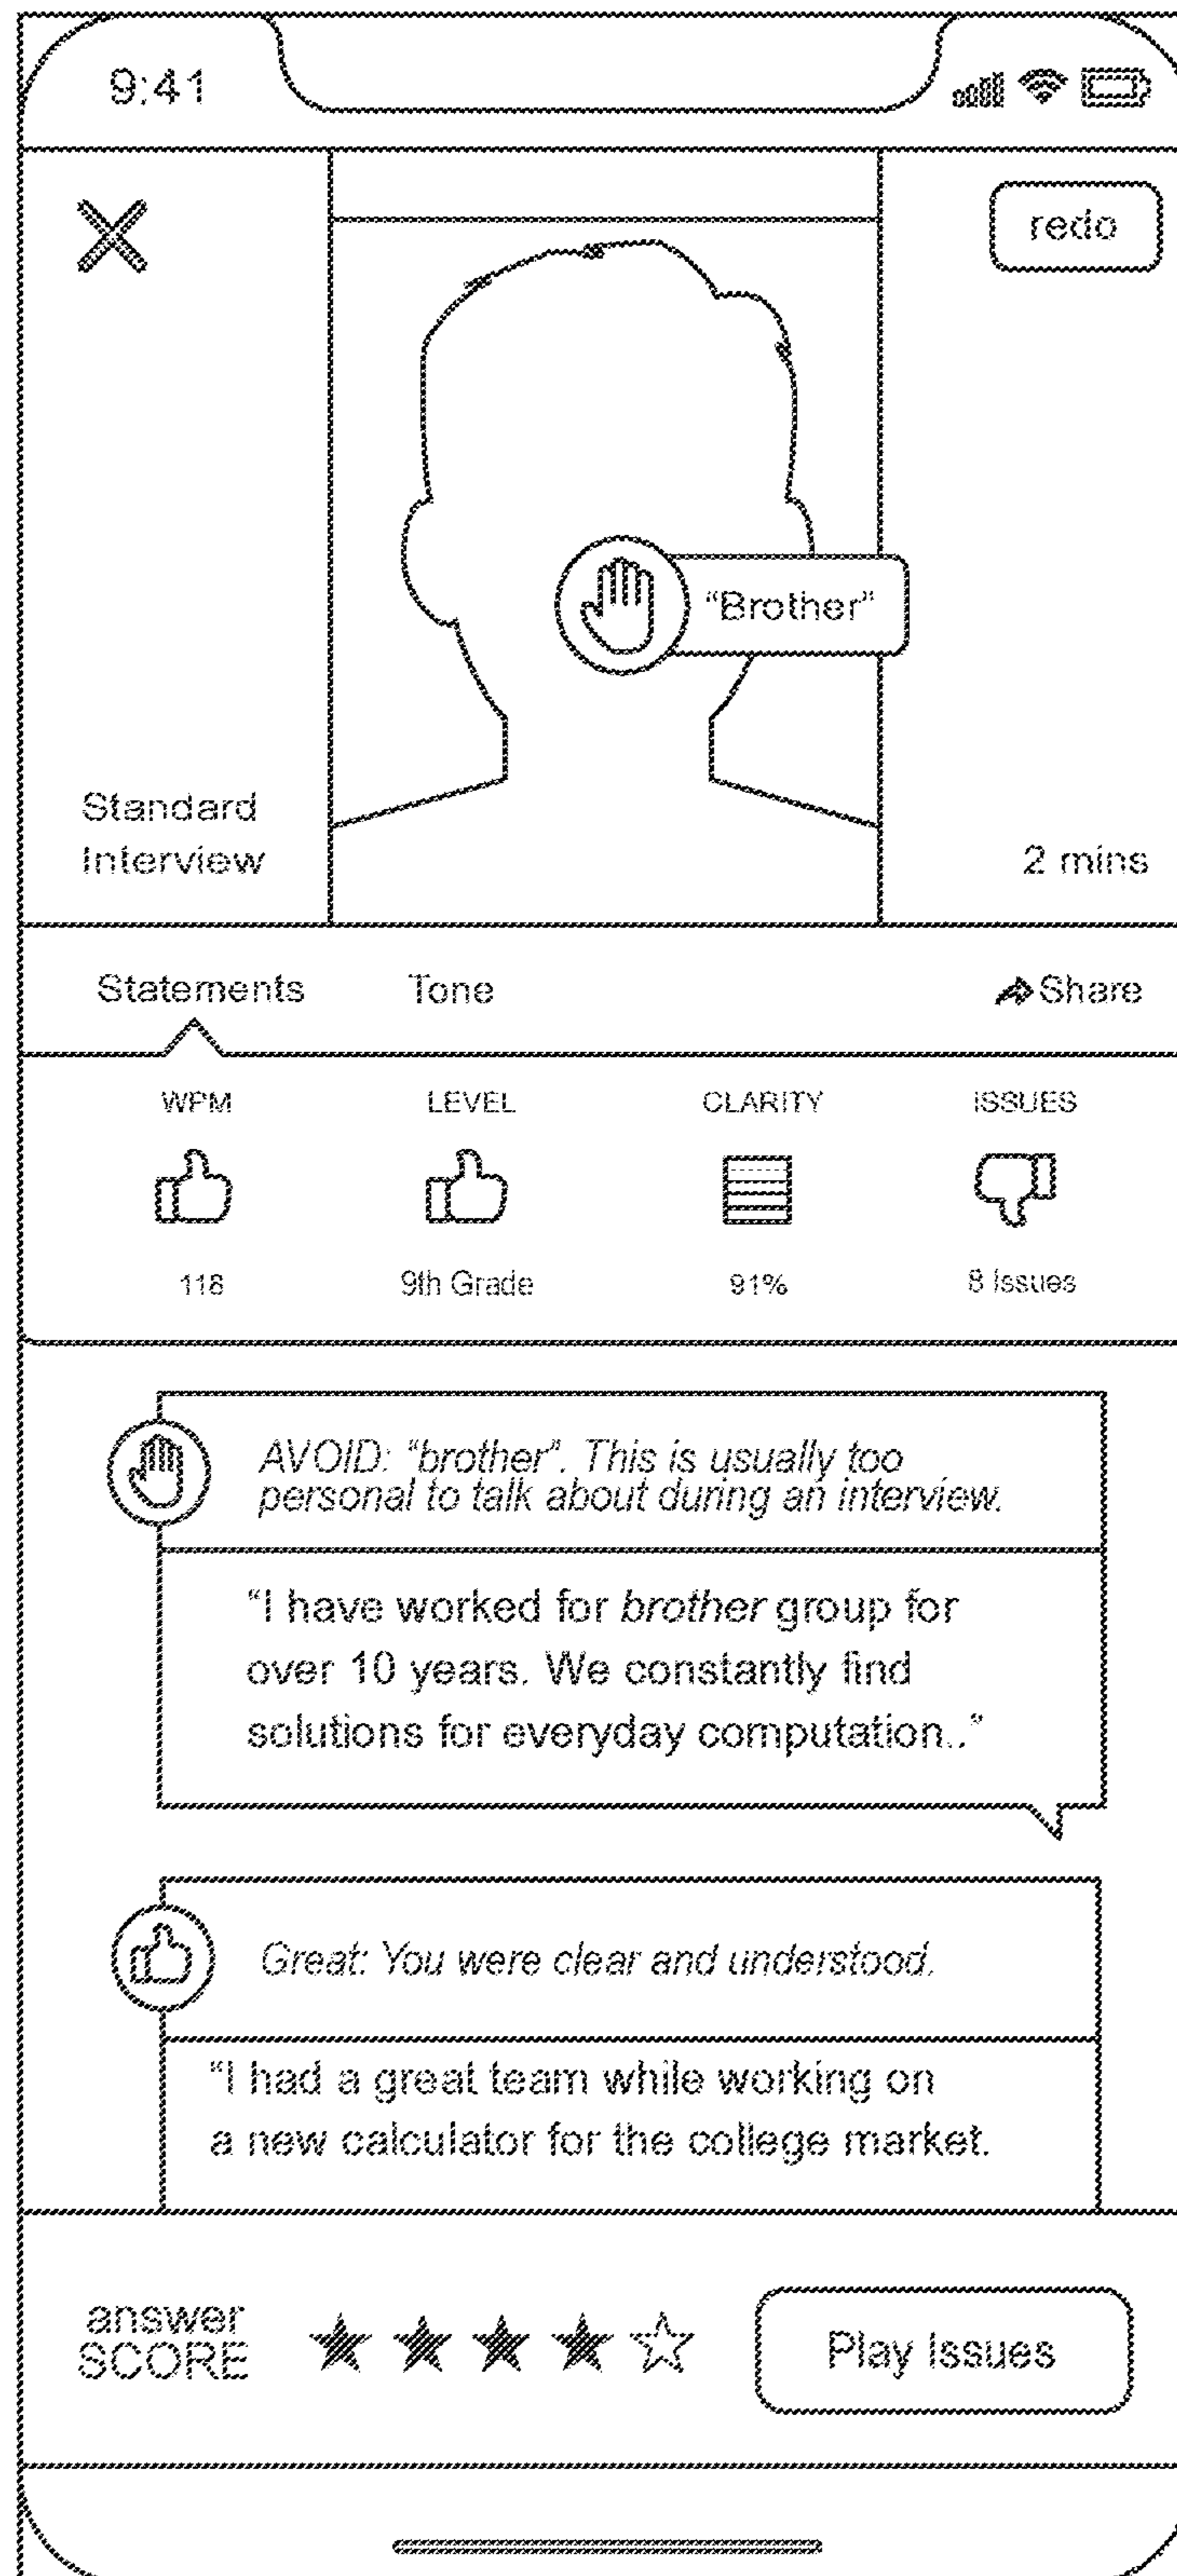 9:41
redo
“Brother”
Standard
Interview
2 mins
Statements
Tone
Share
WPM
LEVEL
CLARITY
ISSUES
118
9th Grade
91%
8 Issues
AVOID: “brother”. This is usually too
personal to talk about during an interview.
“I have worked for brother group for
over 10 years. We constantly find
solutions for everyday computation..”
Great: You were clear and understood.
“I had a great team while working on
a new calculator for the college market.
answer
SCORE
Play Issues